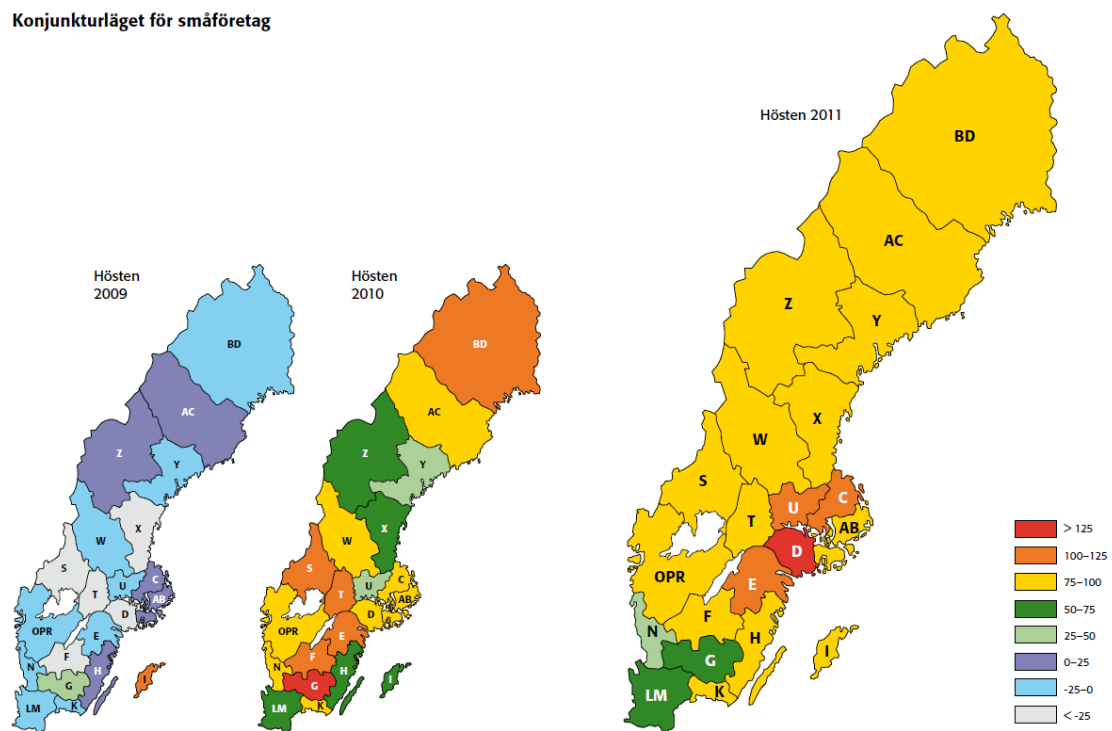 Konjunkturläget för småföretag
Hösten 2011
BD
AC
Z
Y
X
W
S
T
U
C
AB
D
OPR
E
F
N
H
I
G
K
LM
Hösten
2009
BD
AC
Z
Y
X
W
S
T
U
C
AB
D
OPR
E
F
N
H
I
G
K
LM
Hösten
2010
BD
AC
Z
Y
X
W
S
T
U
C
AB
D
OPR
E
F
N
H
I
G
K
LM
> 125
100–125
75–100
50–75
25–50
0–25
-25–0
< -25